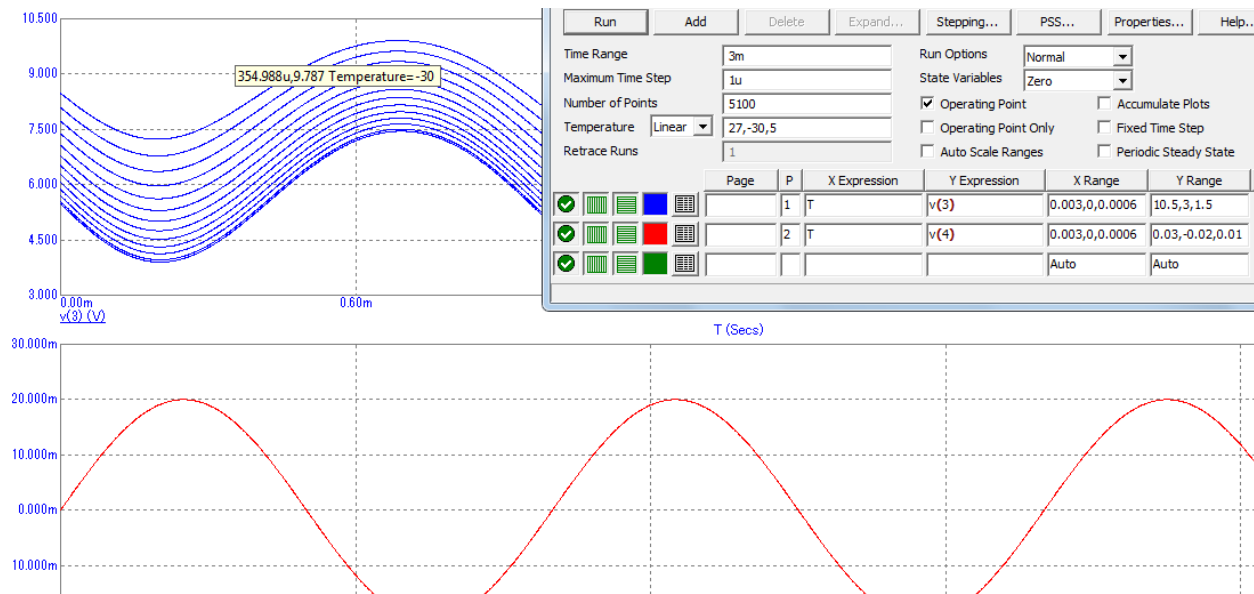 10.500
9.000
7.500
6.000
4.500
3.000
0.00m
0.60m
v(3) (V)
T (Secs)
354.988u,9.787 Temperature=-30
Run Add Delete Expand... Stepping... PSS... Properties... Help...
Time Range 3m Run Options Normal
Maximum Time Step 1u State Variables Zero
Number of Points 5100 Operating Point Accumulate Plots
Temperature Linear 27,-30,5 Operating Point Only Fixed Time Step
Retrace Runs 1 Auto Scale Ranges Periodic Steady State
Page P X Expression Y Expression X Range Y Range
1 T v(3) 0.003,0,0.0006 10.5,3,1.5
2 T v(4) 0.003,0,0.0006 0.03,-0.02,0.01
Auto Auto
30.000m
20.000m
10.000m
0.000m
10.000m